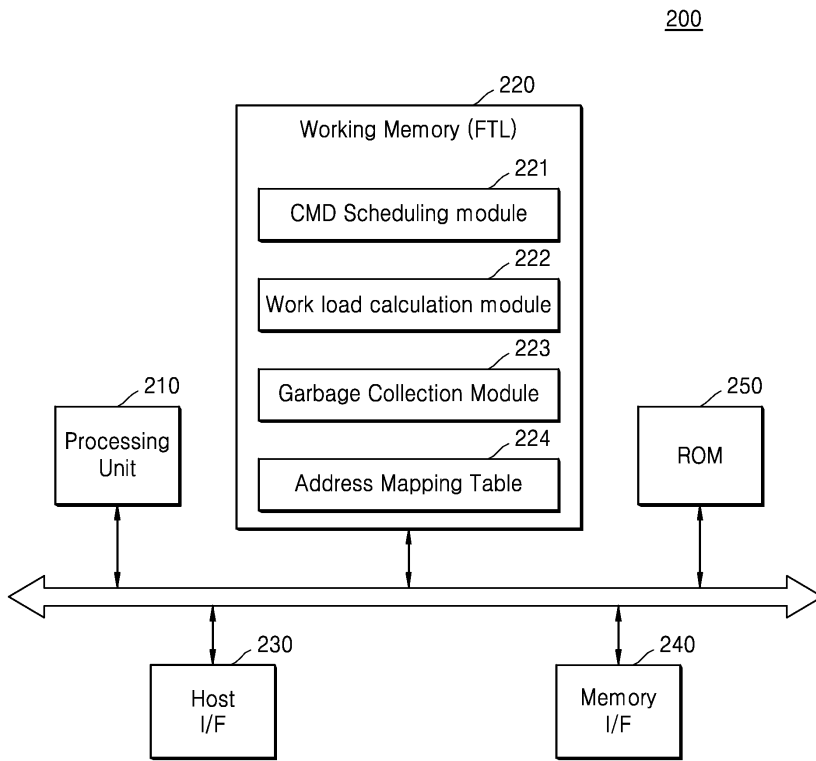 200
220
Working Memory (FTL)
221
CMD Scheduling module
222
Work load calculation module
223
Garbage Collection Module
224
Address Mapping Table
210
Processing
Unit
250
ROM
230
Host
I/F
240
Memory
I/F